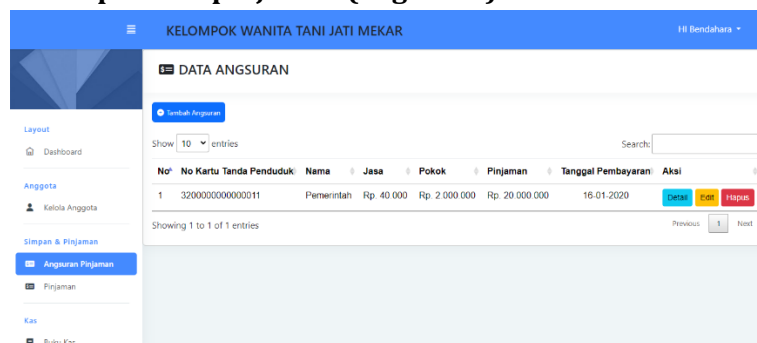 KELOMPOK WANITA TANI JATI MEKAR
Hi Bendahara
DATA ANGSURAN
Tambah Angsuran
Layout
Dashboard
Anggota
Kelola Anggota
Simpan & Pinjaman
Angsuran Pinjaman
Pinjaman
Kas
Buku Kas
Show 10 entries
Search:
No No Kartu Tanda Penduduk Nama Jasa Pokok Pinjaman Tanggal Pembayaran Aksi
1 3200000000000011 Pemerintah Rp. 40.000 Rp. 2.000.000 Rp. 20.000.000 16-01-2020 Detail Edit Hapus
Showing 1 to 1 of 1 entries
Previous 1 Next